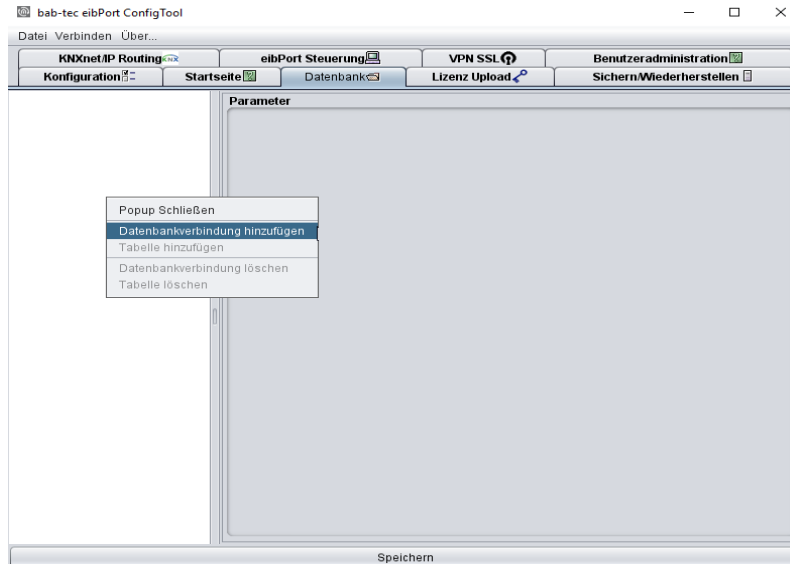 bab-tec eibPort ConfigTool
Datei Verbinden Über...
KNXnet/IP Routing KNX eibPort Steuerung VPN SSL Benutzeradministration
Konfiguration Startseite Datenbank Lizenz Upload Sichern/Wiederherstellen
Parameter
Popup Schließen
Datenbankverbindung hinzufügen
Tabelle hinzufügen
Datenbankverbindung löschen
Tabelle löschen
Speichern